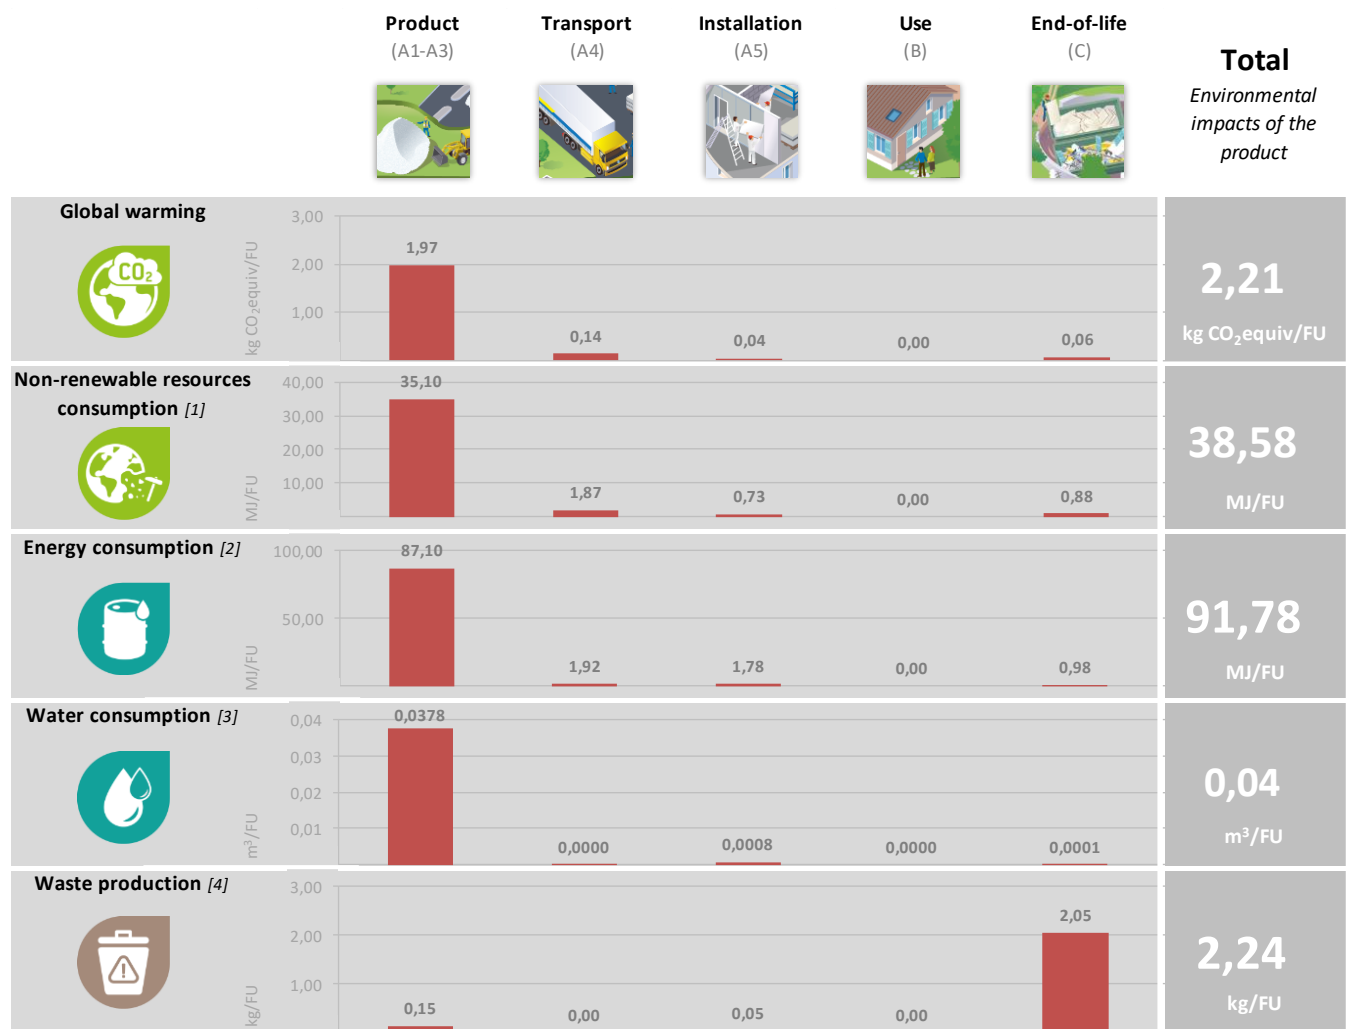 Product
(A1-A3)
Transport
(A4)
Installation
(A5)
Use
(B)
End-of-life
(C)
Total
Environmental
impacts of the
product
Global warming
CO2
kg CO₂equiv/FU
3,00
2,00
1,00
1,97
0,14
0,04
0,00
0,06
2,21
kg CO₂equiv/FU
Non-renewable resources
consumption [1]
MJ/FU
40,00
30,00
20,00
10,00
35,10
1,87
0,73
0,00
0,88
38,58
MJ/FU
Energy consumption [2]
MJ/FU
100,00
50,00
87,10
1,92
1,78
0,00
0,98
91,78
MJ/FU
Water consumption [3]
m³/FU
0,04
0,03
0,02
0,01
0,0378
0,0000
0,0008
0,0000
0,0001
0,04
m³/FU
Waste production [4]
kg/FU
3,00
2,00
1,00
0,15
0,00
0,05
0,00
2,05
2,24
kg/FU